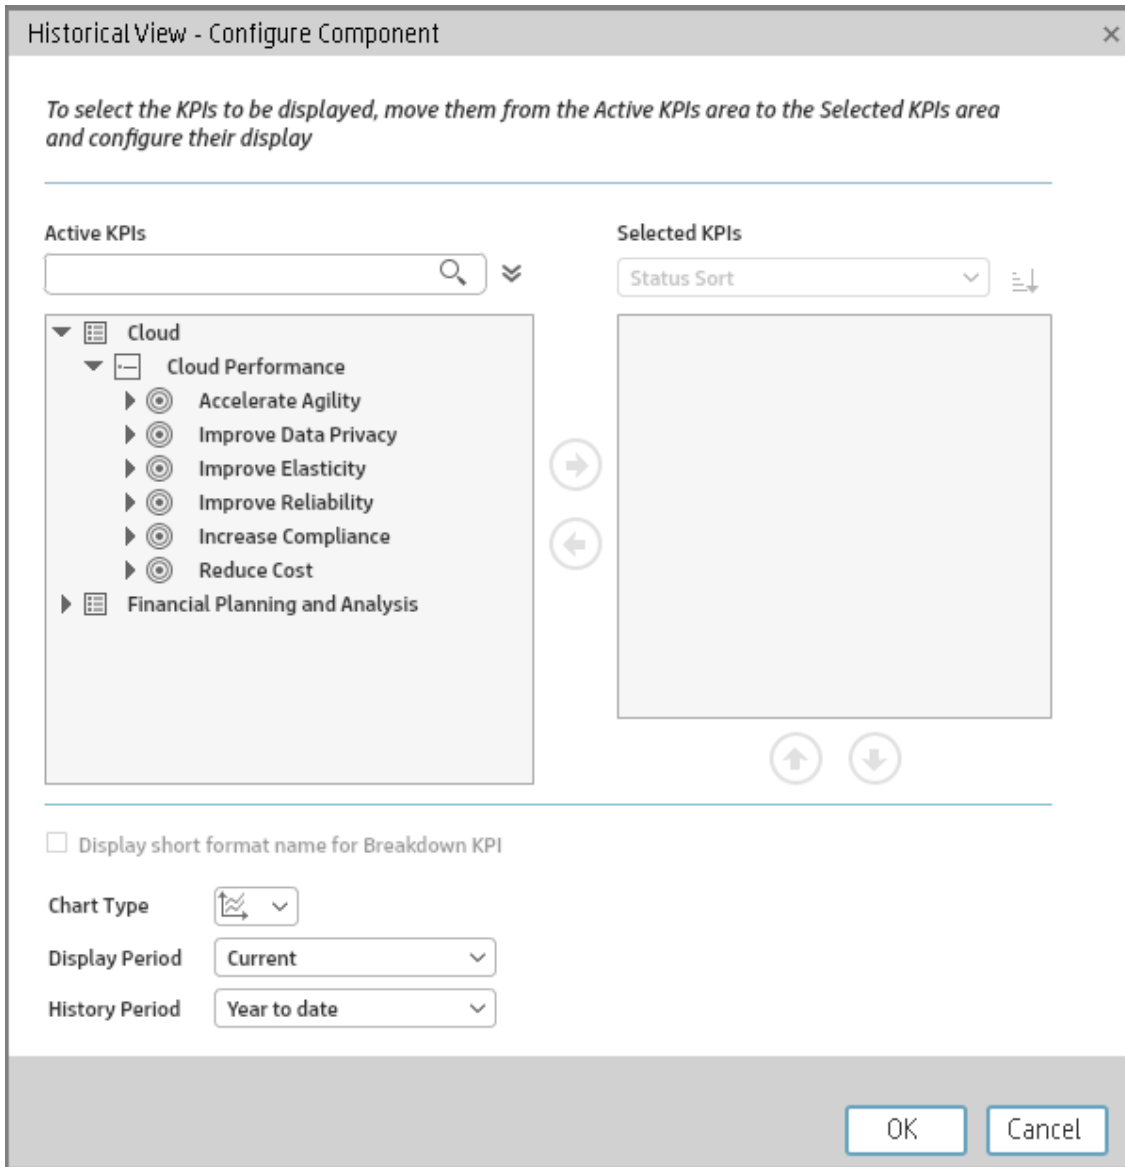 Historical View - Configure Component
To select the KPIs to be displayed, move them from the Active KPIs area to the Selected KPIs area
and configure their display
Active KPIs
Selected KPIs
Status Sort
Cloud
Cloud Performance
Accelerate Agility
Improve Data Privacy
Improve Elasticity
Improve Reliability
Increase Compliance
Reduce Cost
Financial Planning and Analysis
Display short format name for Breakdown KPI
Chart Type
Display Period
Current
History Period
Year to date
OK
Cancel